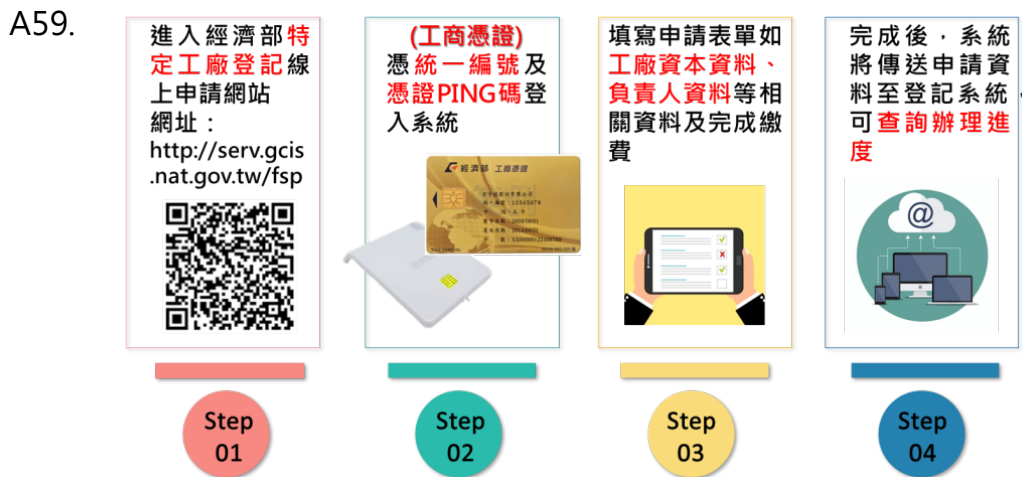 A59.
進入經濟部特
定工廠登記線
上申請網站
網址：
http://serv.gcis
.nat.gov.tw/fsp
Step
01
(工商憑證)
憑統一編號及
憑證PING碼登
入系統
經濟部 工商憑證
Step
02
填寫申請表單如
工廠資本資料、
負責人資料等相
關資料及完成繳
費
Step
03
完成後，系統
將傳送申請資
料至登記系統，
可查詢辦理進
度
@
Step
04